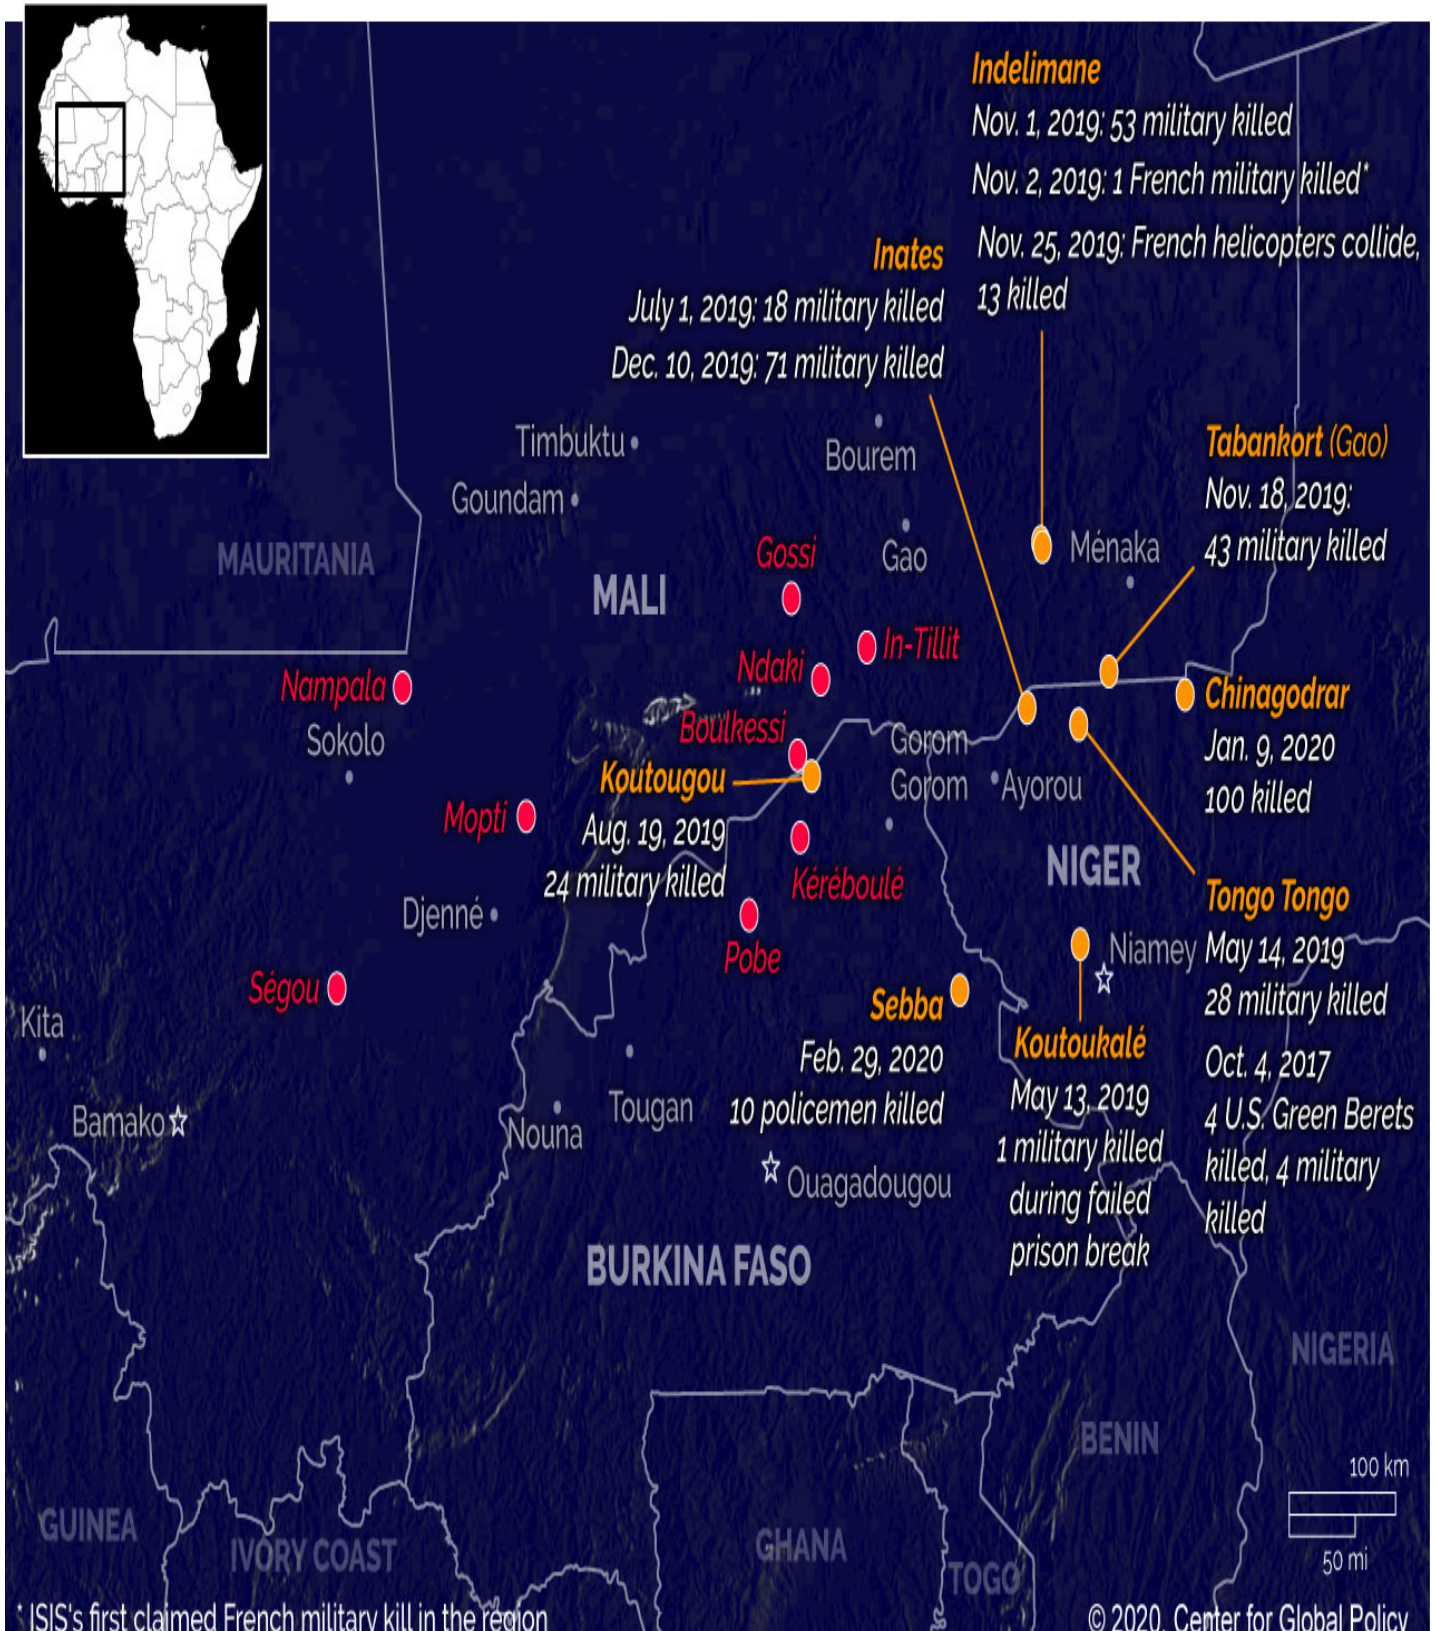 Indelimane
Nov. 1, 2019: 53 military killed
Nov. 2, 2019: 1 French military killed*
Nov. 25, 2019: French helicopters collide,
13 killed
Inates
July 1, 2019: 18 military killed
Dec. 10, 2019: 71 military killed
Tabankort (Gao)
Nov. 18, 2019:
43 military killed
Timbuktu
Bourem
Goundam
MAURITANIA
MALI
Gossi
Gao
Ménaka
In-Tillit
Ndaki
Nampala
Sokolo
Boulkessi
Gorom
Gorom
Ayorou
Chinagodrar
Jan. 9, 2020
100 killed
Koutougou
Aug. 19, 2019
24 military killed
Mopti
Kéréboulé
NIGER
Djenné
Pobe
Tongo Tongo
May 14, 2019
28 military killed
Oct. 4, 2017
4 U.S. Green Berets
killed, 4 military
killed
Niamey
Ségou
Sebba
Feb. 29, 2020
10 policemen killed
Koutoukalé
May 13, 2019
1 military killed
during failed
prison break
Kita
Bamako
Nouna
Tougan
Ouagadougou
BURKINA FASO
NIGERIA
BENIN
100 km
50 mi
GUINEA
IVORY COAST
GHANA
TOGO
* ISIS's first claimed French military kill in the region
© 2020, Center for Global Policy